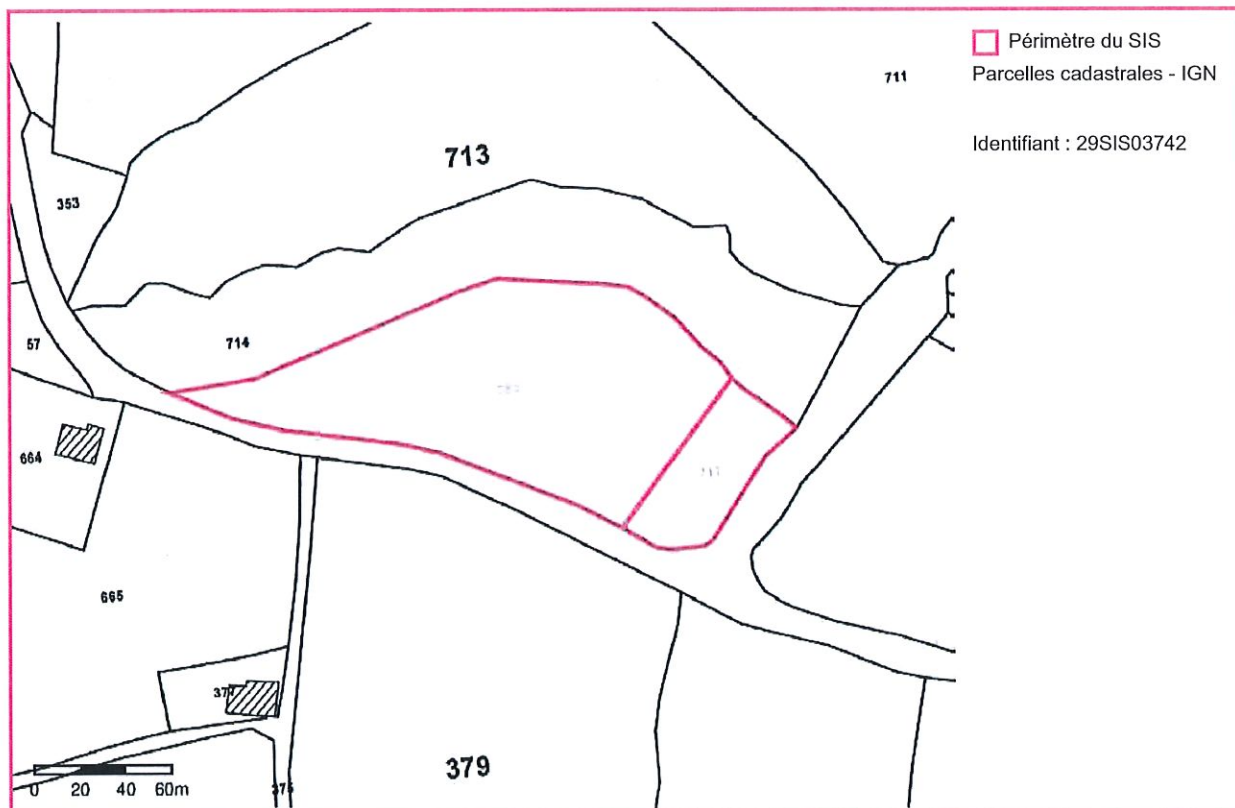 Périmètre du SIS
Parcelles cadastrales - IGN
Identifiant : 29SIS03742
711
713
353
714
57
664
665
379
0 20 40 60m